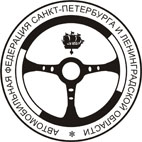 АВТОМОБИЛЬНАЯ ФЕДЕРАЦИЯ САНКТ-ПЕТЕРБУРГА И ЛЕНИНГРАДСКОЙ ОБЛАСТИ